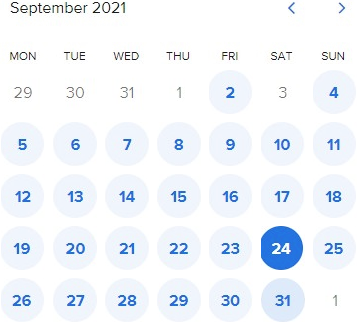 September 2021
MON TUE WED THU FRI SAT SUN
29 30 31 1 2 3 4
5 6 7 8 9 10 11
12 13 14 15 16 17 18
19 20 21 22 23 24 25
26 27 28 29 30 31 1